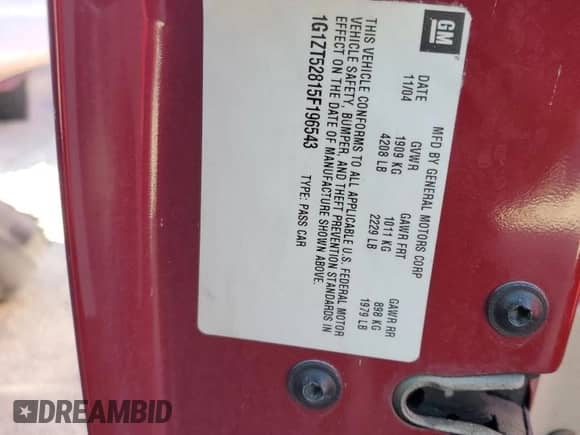 GM
MFD BY GENERAL MOTORS CORP
DATE GVWR GAWR FRT GAWR RR
11/04 1909 KG 1011 KG 898 KG
4208 LB 2229 LB 1979 LB
THIS VEHICLE CONFORMS TO ALL APPLICABLE U.S. FEDERAL MOTOR
VEHICLE SAFETY, BUMPER, AND THEFT PREVENTION STANDARDS IN
EFFECT ON THE DATE OF MANUFACTURE SHOWN ABOVE.
1G1ZT52815F196543 TYPE: PASS CAR
DREAMBID